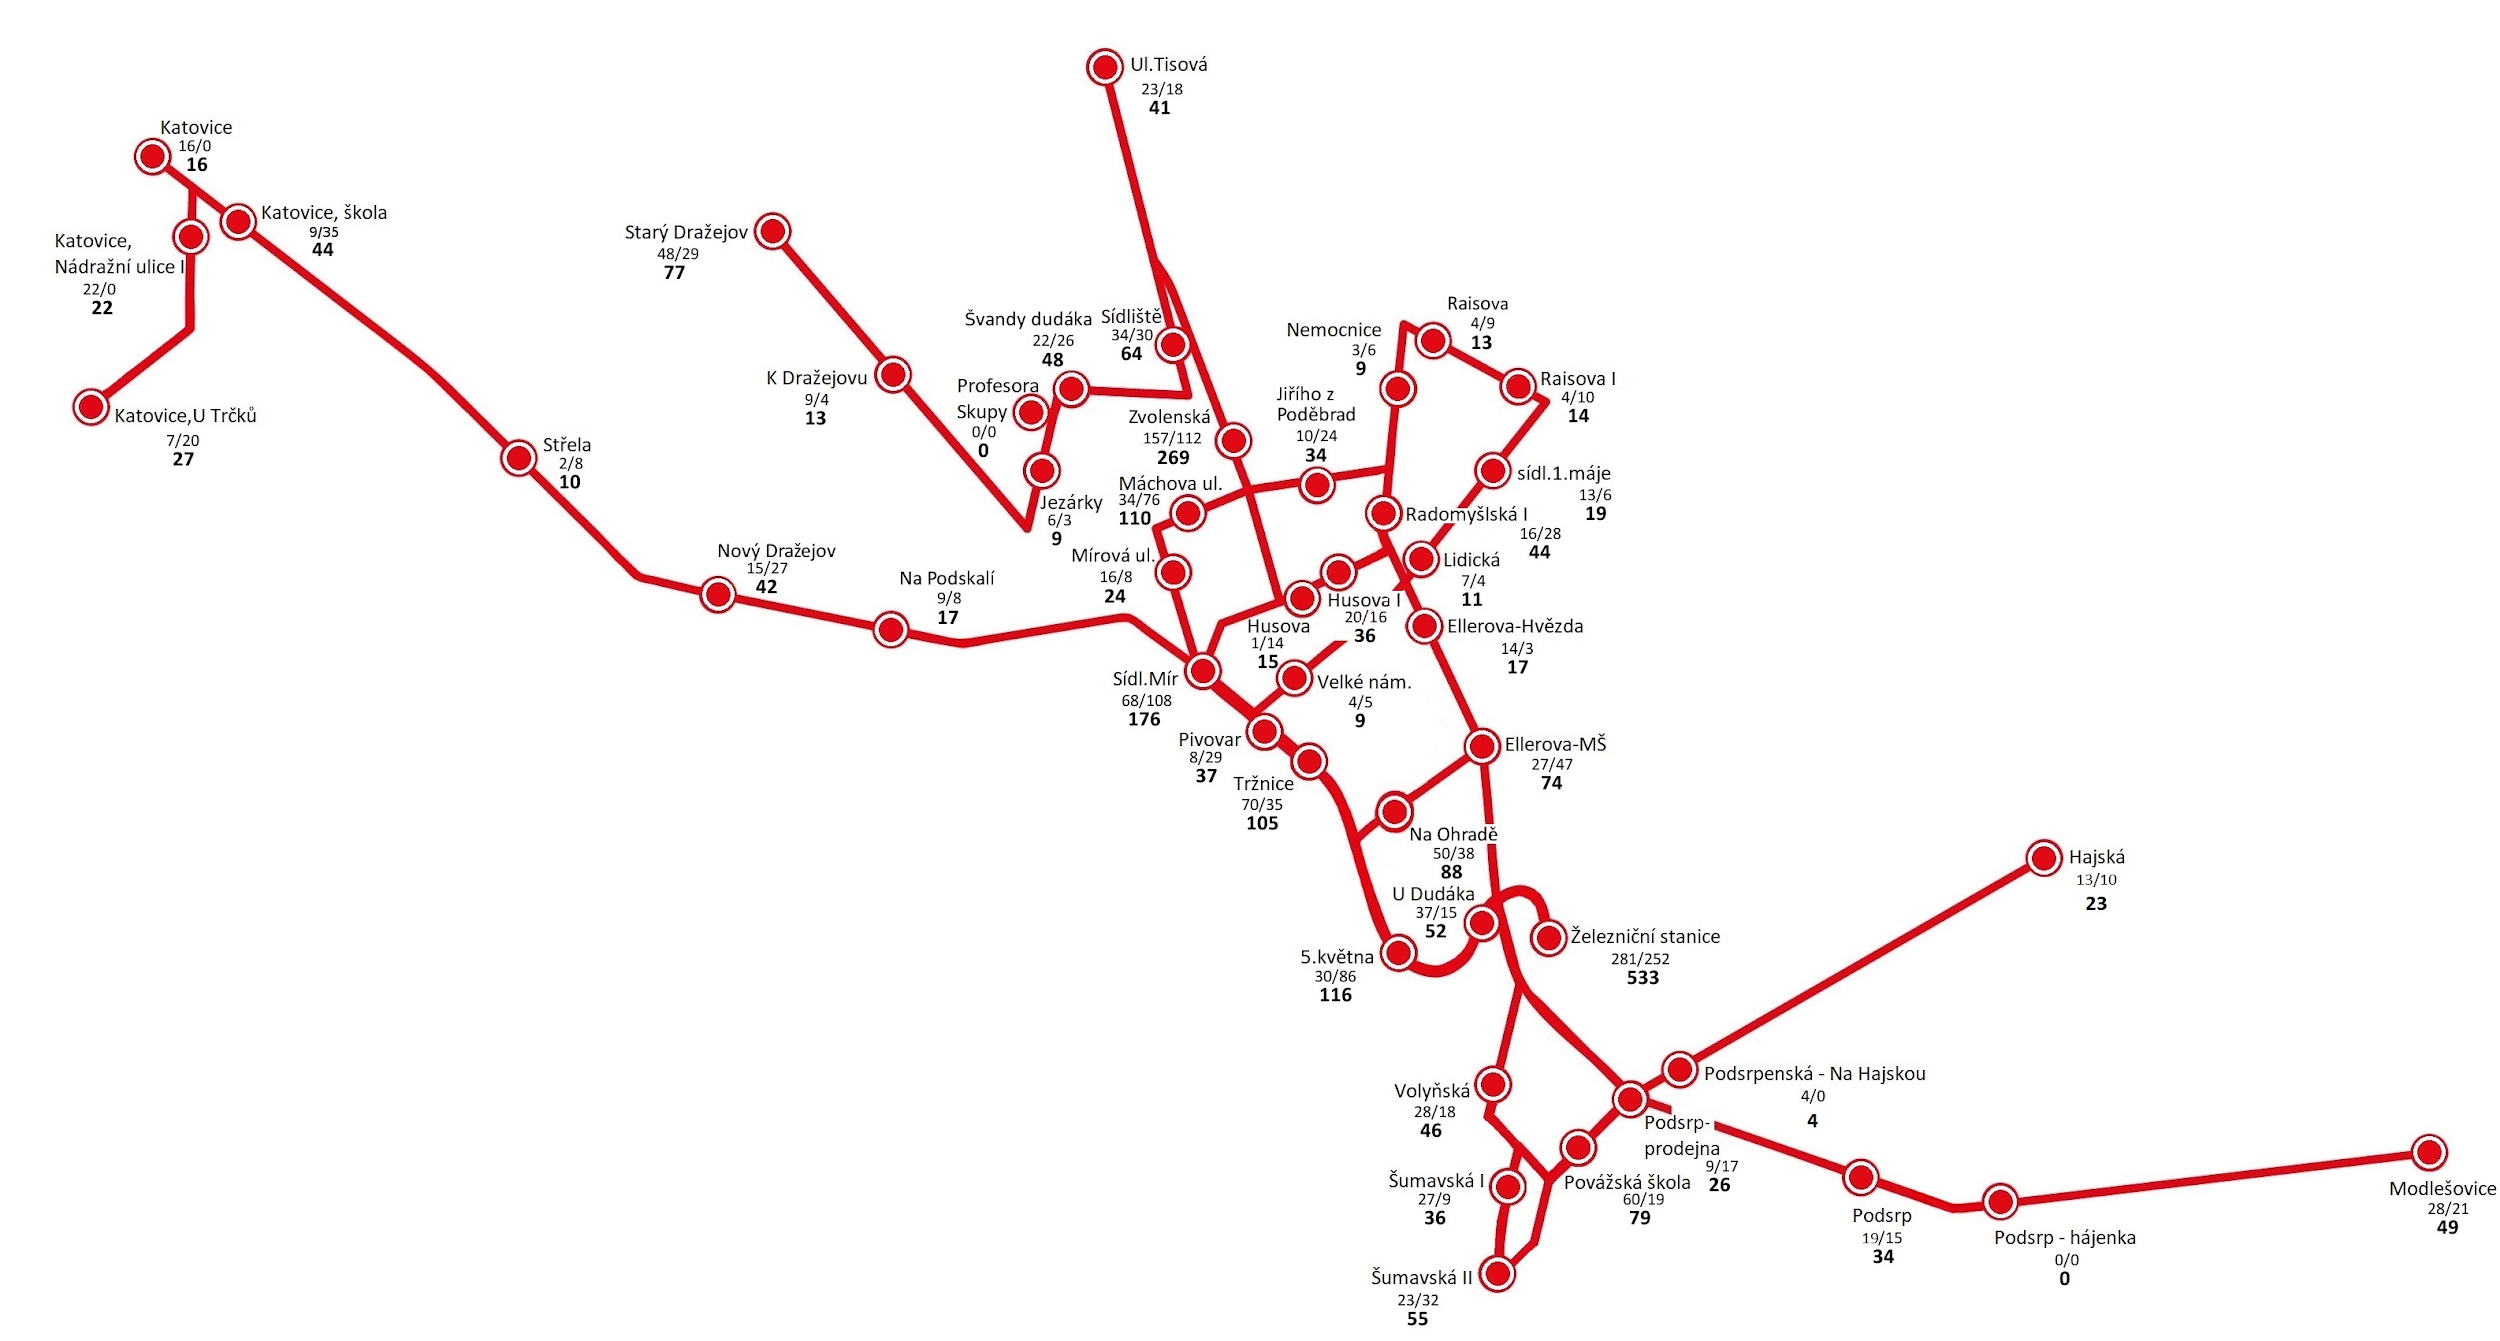 Ul.Tisová
23/18
41
Katovice
16/0
16
Katovice, škola
9/35
44
Katovice,
Nádražní ulice I
22/0
22
Katovice,U Trčků
7/20
27
Střela
2/8
10
Nový Dražejov
15/27
42
Na Podskalí
9/8
17
Starý Dražejov
48/29
77
K Dražejovu
9/4
13
Švandy dudáka
22/26
48
Sídliště
34/30
64
Profesora
Skupy
0/0
0
Jezárky
6/3
9
Zvolenská
157/112
269
Máchova ul.
34/76
110
Mírová ul.
16/8
24
Nemocnice
3/6
9
Raisova
4/9
13
Raisova I
4/10
14
Jiřího z
Poděbrad
10/24
34
sídl.1.máje
13/6
19
Radomyšlská I
16/28
44
Lidická
7/4
11
Husova I
20/16
36
Husova
1/14
15
Ellerova-Hvězda
14/3
17
Sídl.Mír
68/108
176
Velké nám.
4/5
9
Pivovar
8/29
37
Tržnice
70/35
105
Ellerova-MŠ
27/47
74
Na Ohradě
50/38
88
U Dudáka
37/15
52
5.května
30/86
116
Železniční stanice
281/252
533
Hajská
13/10
23
Podsrpenská - Na Hajskou
4/0
4
Volyňská
28/18
46
Podsrp-
prodejna
9/17
26
Šumavská I
27/9
36
Povážská škola
60/19
79
Šumavská II
23/32
55
Podsrp
19/15
34
Podsrp - hájenka
0/0
0
Modlešovice
28/21
49